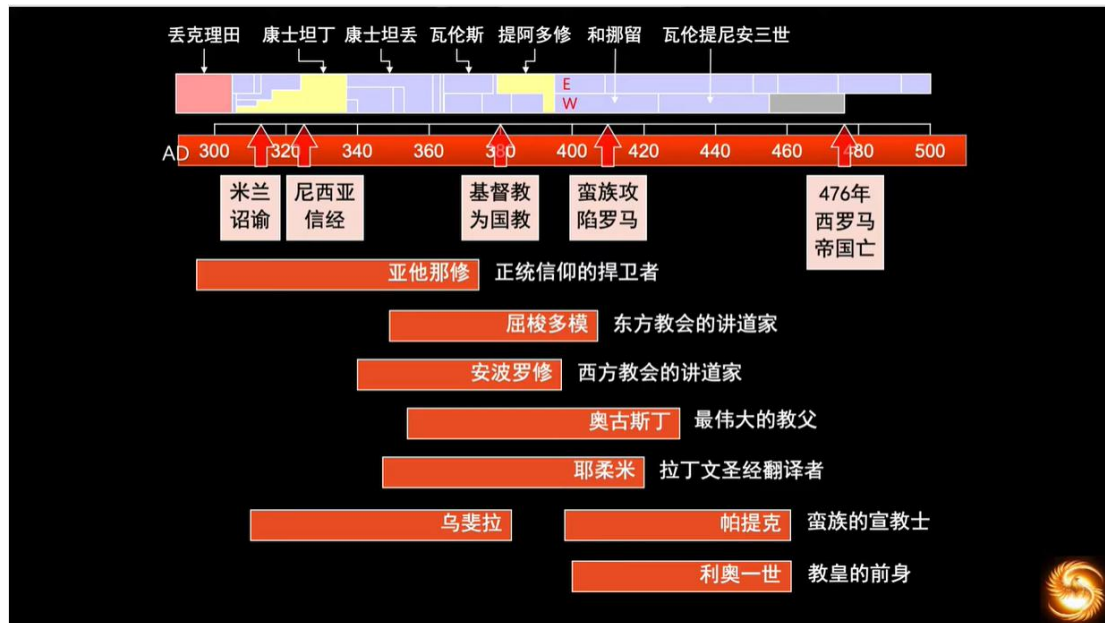 丢克理田 康士坦丁 康士坦丢 瓦伦斯 提阿多修 和挪留 瓦伦提尼安三世
E
W
AD 300 320 340 360 380 400 420 440 460 480 500
米兰
诏谕
尼西亚
信经
基督教
为国教
蛮族攻
陷罗马
476年
西罗马
帝国亡
亚他那修 正统信仰的捍卫者
屈梭多模 东方教会的讲道家
安波罗修 西方教会的讲道家
奥古斯丁 最伟大的教父
耶柔米 拉丁文圣经翻译者
乌斐拉 帕提克 蛮族的宣教士
利奥一世 教皇的前身